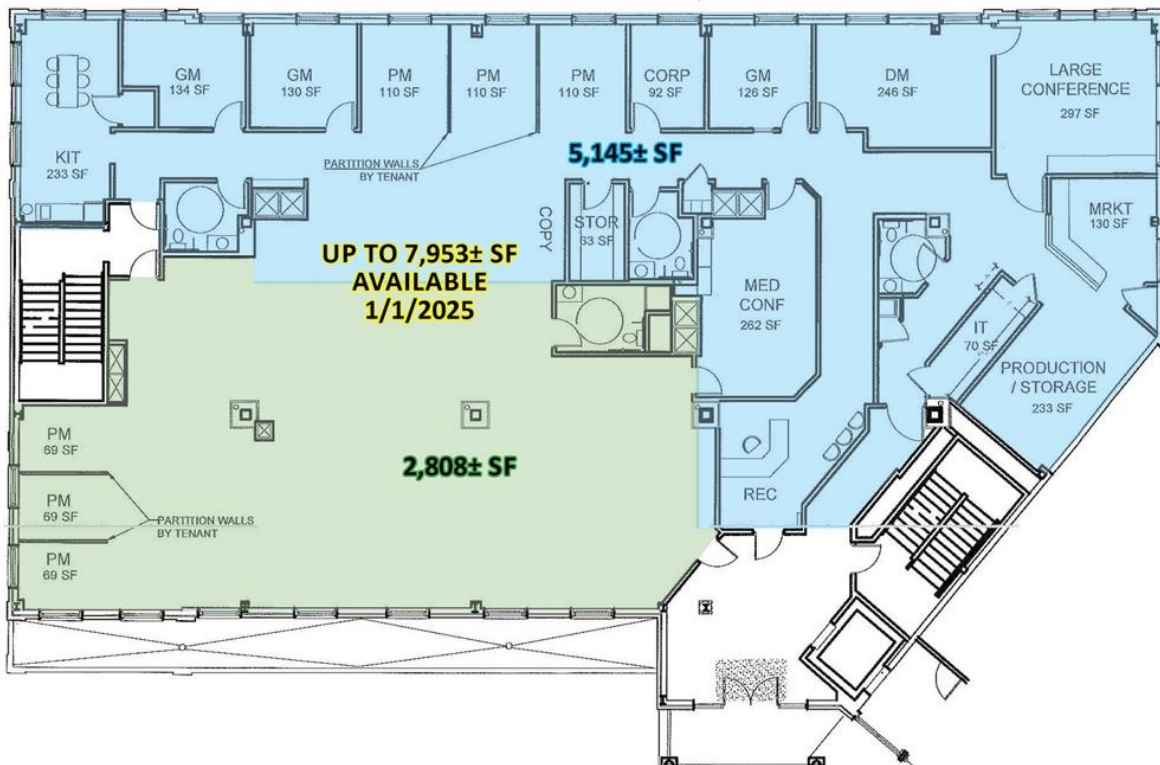 GM
134 SF
GM
130 SF
PM
110 SF
PM
110 SF
PM
110 SF
CORP
92 SF
GM
126 SF
DM
246 SF
LARGE
CONFERENCE
297 SF
KIT
233 SF
PARTITION WALLS
BY TENANT
5,145± SF
COPY
STOR
63 SF
MRKT
130 SF
UP TO 7,953± SF
AVAILABLE
1/1/2025
MED
CONF
262 SF
IT
70 SF
PRODUCTION
/ STORAGE
233 SF
PM
69 SF
2,808± SF
REC
PM
69 SF
PARTITION WALLS
BY TENANT
PM
69 SF